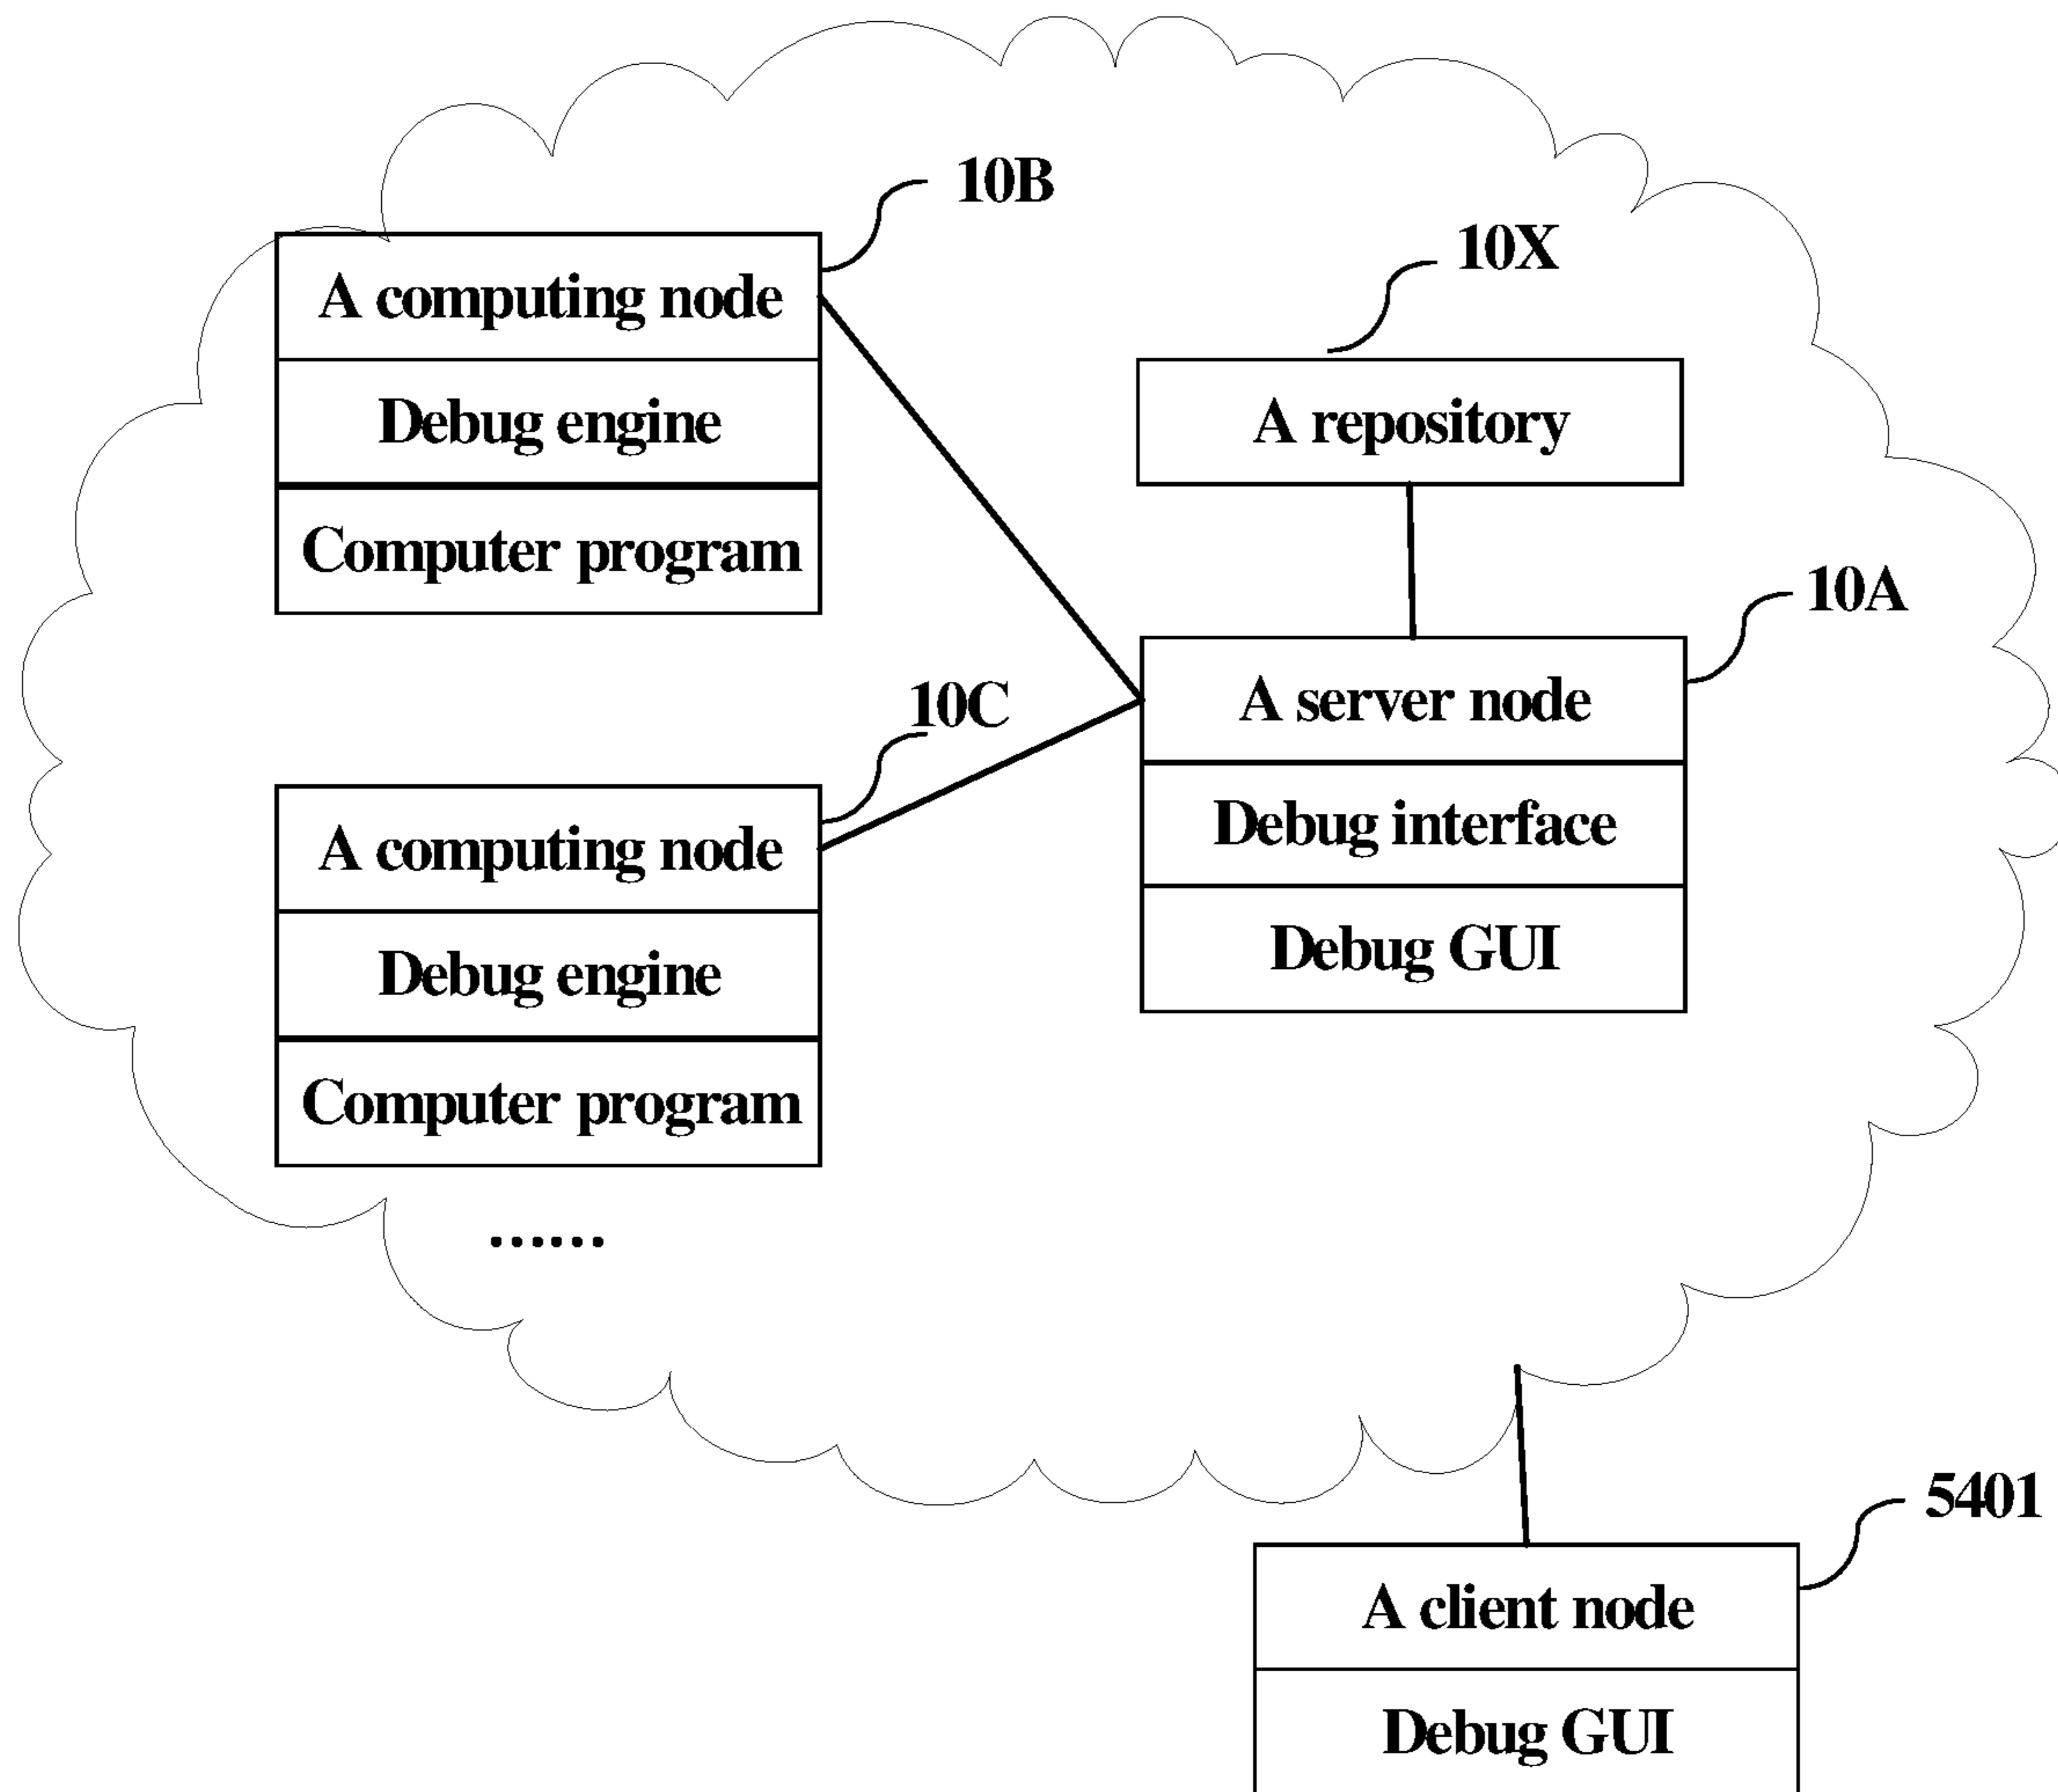 10B
A computing node
Debug engine
Computer program
10X
A repository
10A
A server node
Debug interface
Debug GUI
10C
A computing node
Debug engine
Computer program
......
5401
A client node
Debug GUI